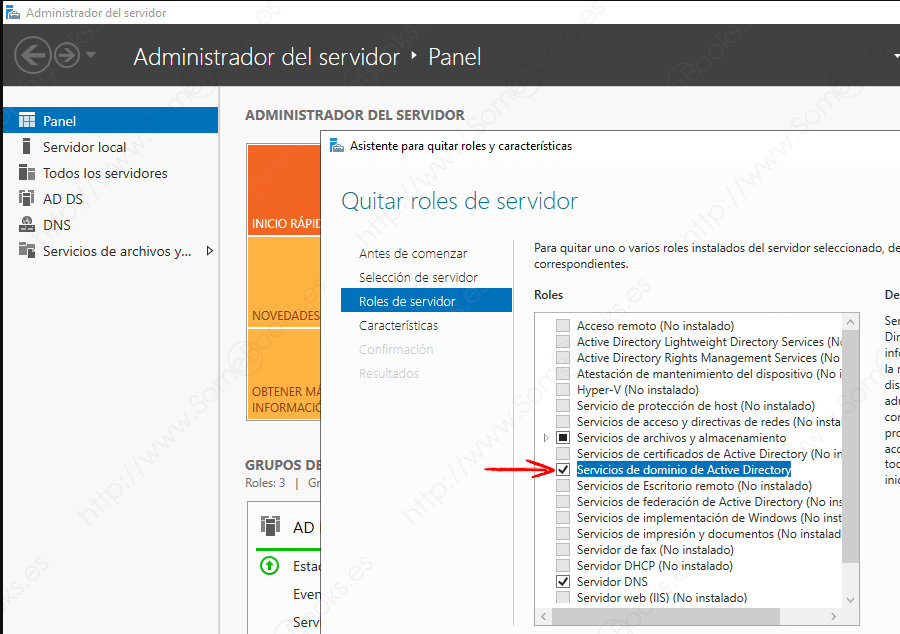 Administrador del servidor
Administrador del servidor ‣ Panel
Panel
Servidor local
Todos los servidores
AD DS
DNS
Servicios de archivos y...
ADMINISTRADOR DEL SERVIDOR
INICIO RÁPID
NOVEDADES
OBTENER MÁ
INFORMACIÓ
GRUPOS DE
Roles: 3 | Gr
AD
Estac
Even
Serv
Asistente para quitar roles y características
Quitar roles de servidor
Antes de comenzar
Selección de servidor
Roles de servidor
Características
Confirmación
Resultados
Para quitar uno o varios roles instalados del servidor seleccionado, de
correspondientes.
Roles
Acceso remoto (No instalado)
Active Directory Lightweight Directory Services (No
Active Directory Rights Management Services (No
Atestación de mantenimiento del dispositivo (No i
Hyper-V (No instalado)
Servicio de protección de host (No instalado)
Servicios de acceso y directivas de redes (No insta
Servicios de archivos y almacenamiento
Servicios de certificados de Active Directory (No in
Servicios de dominio de Active Directory
Servicios de Escritorio remoto (No instalado)
Servicios de federación de Active Directory (No ins
Servicios de implementación de Windows (No inst
Servicios de impresión y documentos (No instalad
Servidor de fax (No instalado)
Servidor DHCP (No instalado)
Servidor DNS
Servidor web (IIS) (No instalado)
De
Ser
Dir
info
la r
dis
adr
con
pro
acc
tod
inic
http://www.SomeBooks.es